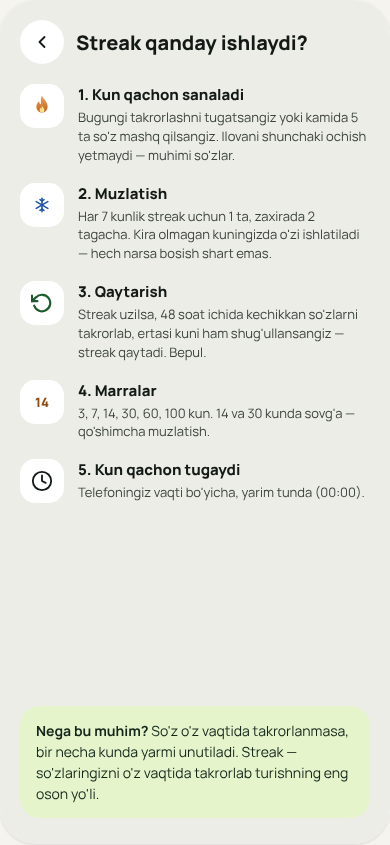 Streak qanday ishlaydi?
1. Kun qachon sanaladi
Bugungi takrorlashni tugatsangiz yoki kamida 5
ta so'z mashq qilsangiz. Ilovani shunchaki ochish
yetmaydi — muhimi so'zlar.
2. Muzlatish
Har 7 kunlik streak uchun 1 ta, zaxirada 2
tagacha. Kira olmagan kuningizda o'zi ishlatiladi
— hech narsa bosish shart emas.
3. Qaytarish
Streak uzilsa, 48 soat ichida kechikkan so'zlarni
takrorlab, ertasi kuni ham shug'ullansangiz —
streak qaytadi. Bepul.
14
4. Marralar
3, 7, 14, 30, 60, 100 kun. 14 va 30 kunda sovg'a —
qo'shimcha muzlatish.
5. Kun qachon tugaydi
Telefoningiz vaqti bo'yicha, yarim tunda (00:00).
Nega bu muhim? So'z o'z vaqtida takrorlanmasa,
bir necha kunda yarmi unutiladi. Streak —
so'zlaringizni o'z vaqtida takrorlab turishning eng
oson yo'li.